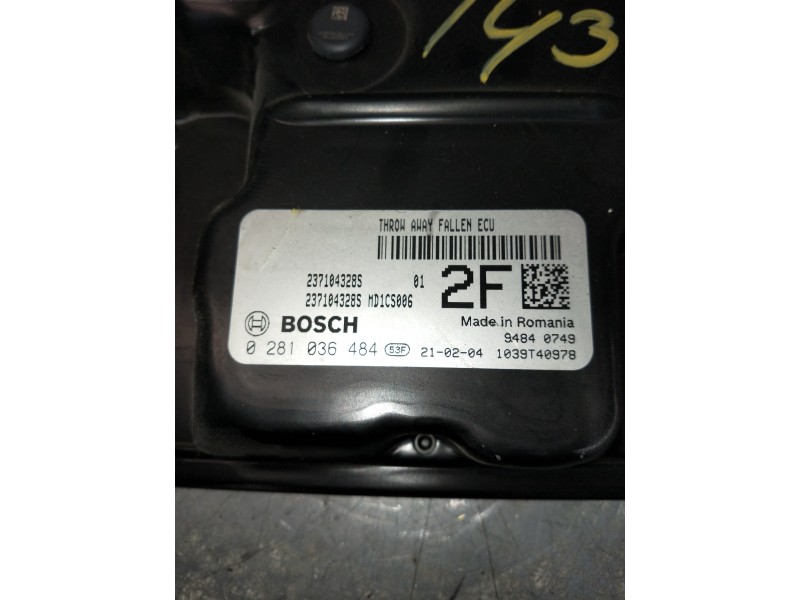 143
THROW AWAY FALLEN ECU
237104328S 01
237104328S MD1CS006
2F
BOSCH
Made in Romania
9484 0749
0 281 036 484 53F 21-02-04 1039T40978